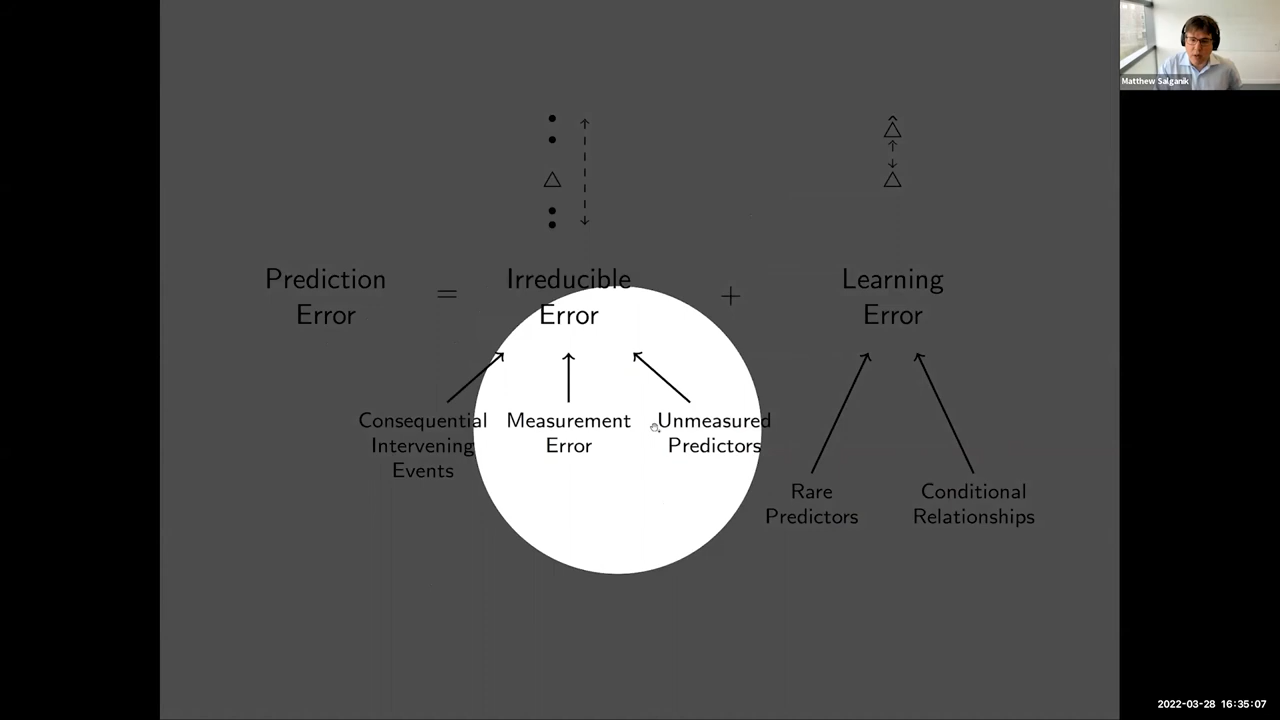 Matthew Salganik
Prediction
Error
=
Irreducible
Error
+
Learning
Error
Consequential
Intervening
Events
Measurement
Error
Unmeasured
Predictors
Rare
Predictors
Conditional
Relationships
2022-03-28 16:35:07